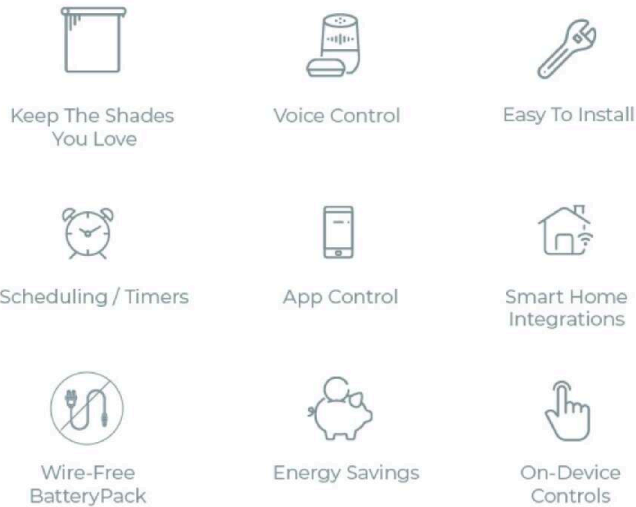 Keep The Shades
You Love
Voice Control
Easy To Install
Scheduling / Timers
App Control
Smart Home
Integrations
Wire-Free
BatteryPack
Energy Savings
On-Device
Controls